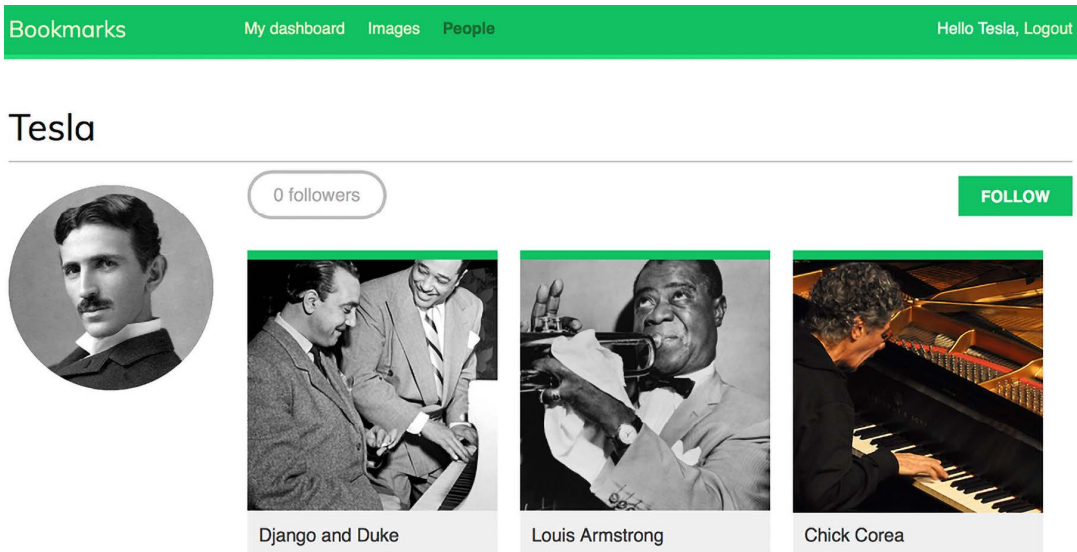 Bookmarks My dashboard Images People Hello Tesla, Logout
Tesla
0 followers FOLLOW
Django and Duke Louis Armstrong Chick Corea